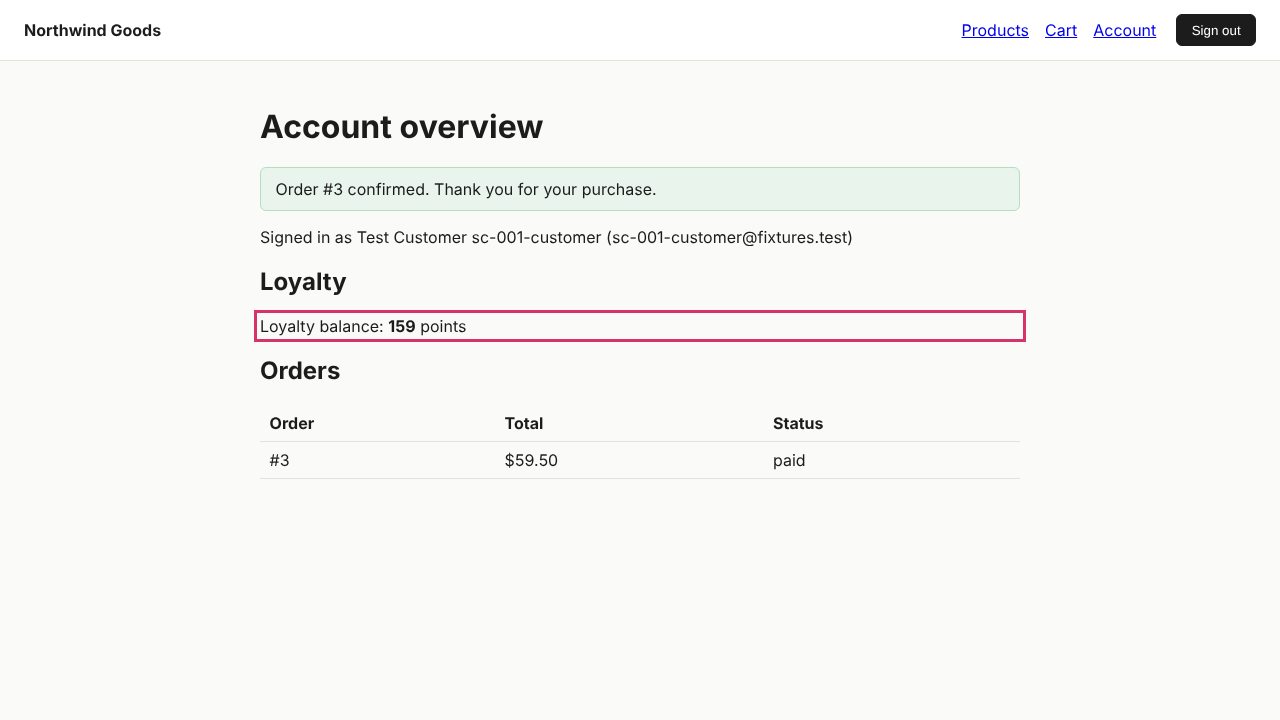 Northwind Goods
Products Cart Account Sign out
Account overview
Order #3 confirmed. Thank you for your purchase.
Signed in as Test Customer sc-001-customer (sc-001-customer@fixtures.test)
Loyalty
Loyalty balance: 159 points
Orders
Order Total Status
#3 $59.50 paid